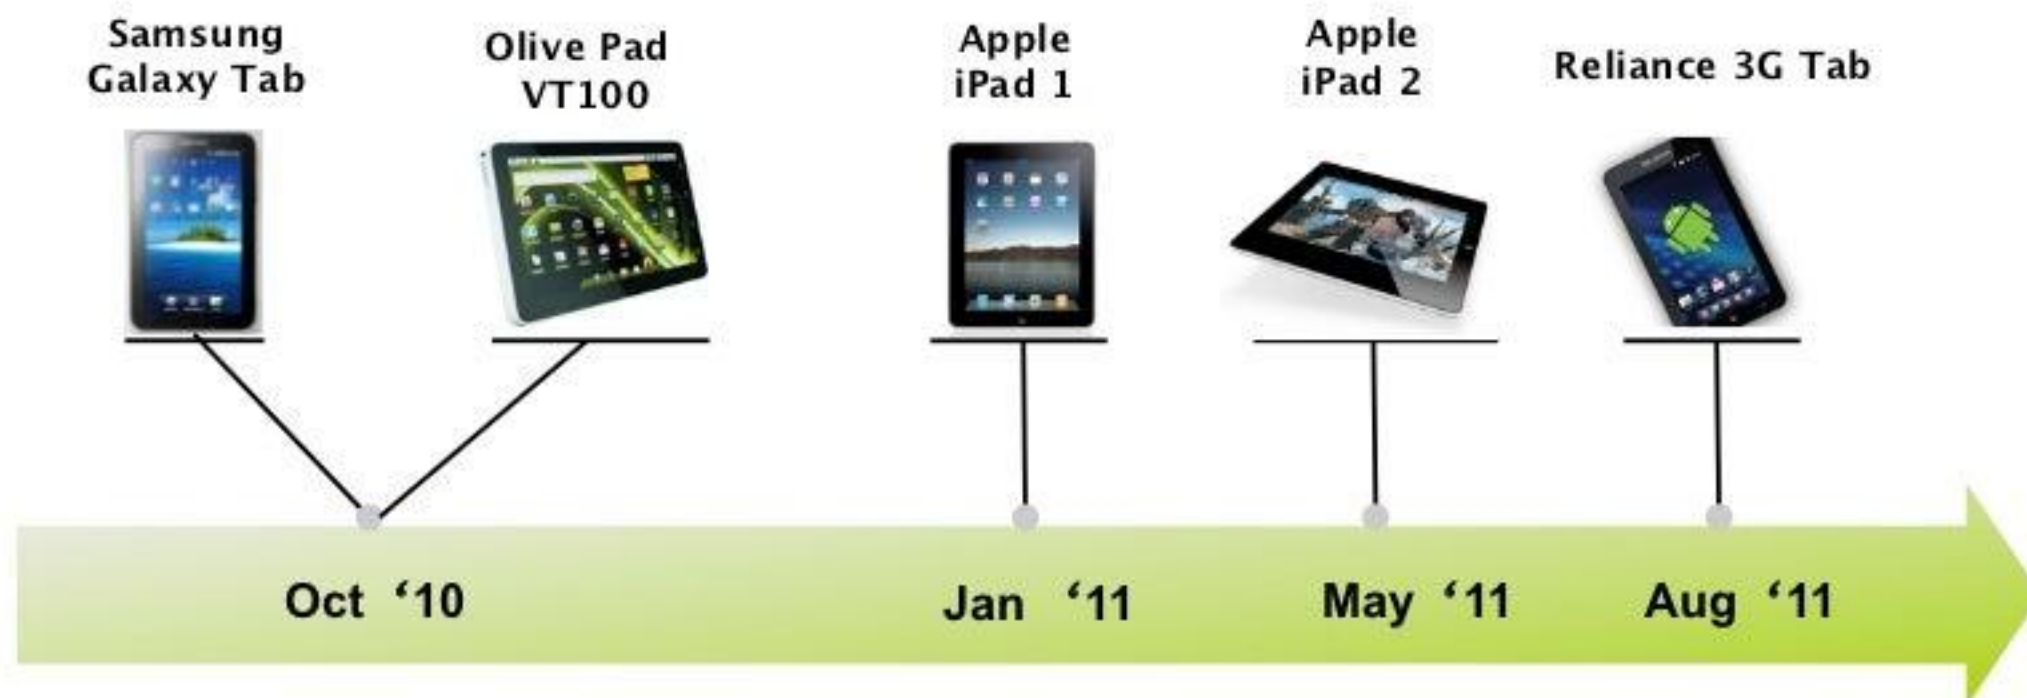 Samsung
Galaxy Tab
Olive Pad
VT100
Apple
iPad 1
Apple
iPad 2
Reliance 3G Tab
Oct ‘10
Jan ‘11
May ‘11
Aug ‘11